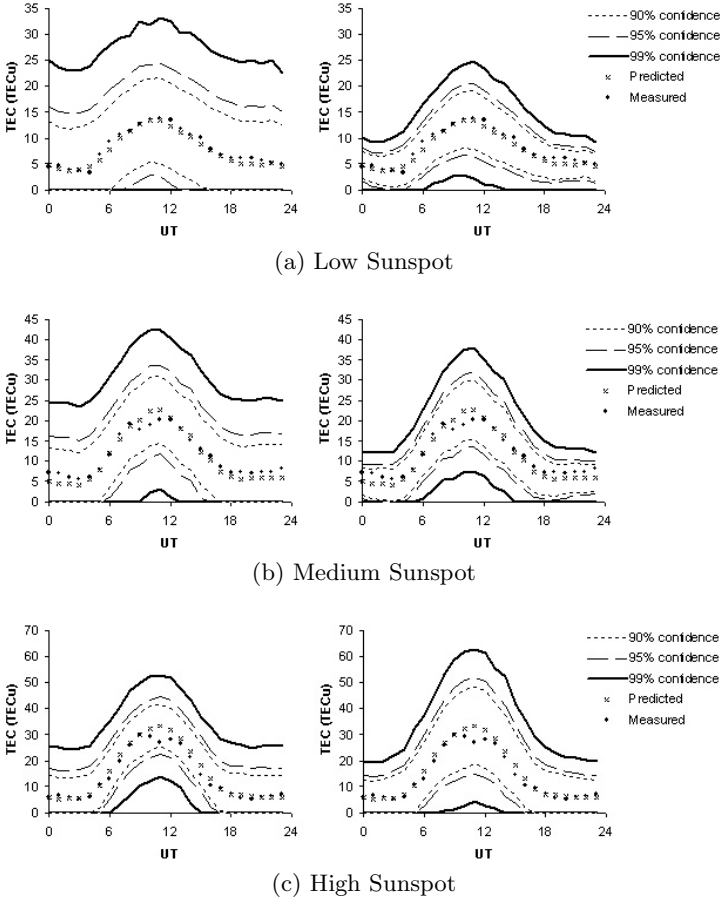 35
30
25
20
15
10
5
0
TEC (TECu)
0 6 12 18 24
UT
35
30
25
20
15
10
5
0
TEC (TECu)
0 6 12 18 24
UT
90% confidence
95% confidence
99% confidence
Predicted
Measured
(a) Low Sunspot
45
40
35
30
25
20
15
10
5
0
TEC (TECu)
0 6 12 18 24
UT
45
40
35
30
25
20
15
10
5
0
TEC (TECu)
0 6 12 18 24
UT
90% confidence
95% confidence
99% confidence
Predicted
Measured
(b) Medium Sunspot
70
60
50
40
30
20
10
0
TEC (TECu)
0 6 12 18 24
UT
70
60
50
40
30
20
10
0
TEC (TECu)
0 6 12 18 24
UT
90% confidence
95% confidence
99% confidence
Predicted
Measured
(c) High Sunspot